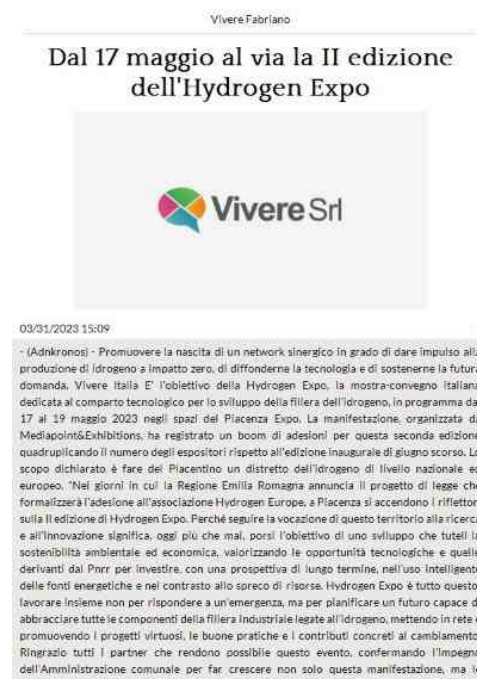 Vivere Fabriano
Dal 17 maggio al via la II edizione
dell'Hydrogen Expo
Vivere Srl
03/31/2023 15:09
- (Adnkronos) - Promuovere la nascita di un network sinergico in grado di dare impulso alla
produzione di idrogeno a impatto zero, di diffonderne la tecnologia e di sostenerne la futura
domanda. Vivere Italia E' l'obiettivo della Hydrogen Expo, la mostra-convegno italiana
dedicata al comparto tecnologico per lo sviluppo della filiera dell'idrogeno, in programma dal
17 al 19 maggio 2023 negli spazi del Piacenza Expo. La manifestazione, organizzata da
Mediapoint&Exhibitions, ha registrato un boom di adesioni per questa seconda edizione
quadruplicando il numero degli espositori rispetto all'edizione inaugurale di giugno scorso. Lo
scopo dichiarato è fare del Piacentino un distretto dell'idrogeno di livello nazionale ed
europeo. "Nei giorni in cui la Regione Emilia Romagna annuncia il progetto di legge che
formalizzerà l'adesione all'associazione Hydrogen Europe, a Piacenza si accendono i riflettori
sulla II edizione di Hydrogen Expo. Perché seguire la vocazione di questo territorio alla ricerca
e all'innovazione significa, oggi più che mai, porsi l'obiettivo di uno sviluppo che tuteli la
sostenibilità ambientale ed economica, valorizzando le opportunità tecnologiche e quelle
derivanti dal Pnrr per investire, con una prospettiva di lungo termine, nell'uso intelligente
delle fonti energetiche e nel contrasto allo spreco di risorse. Hydrogen Expo è tutto questo:
lavorare insieme non per rispondere a un'emergenza, ma per planificare un futuro capace di
abbracciare tutte le componenti della filiera industriale legate all'idrogeno, mettendo in rete e
promuovendo i progetti virtuosi, le buone pratiche e i contributi concreti al cambiamento.
Ringrazio tutti i partner che rendono possibile questo evento, confermando l'impegno
dell'Amministrazione comunale per far crescere non solo questa manifestazione, ma le